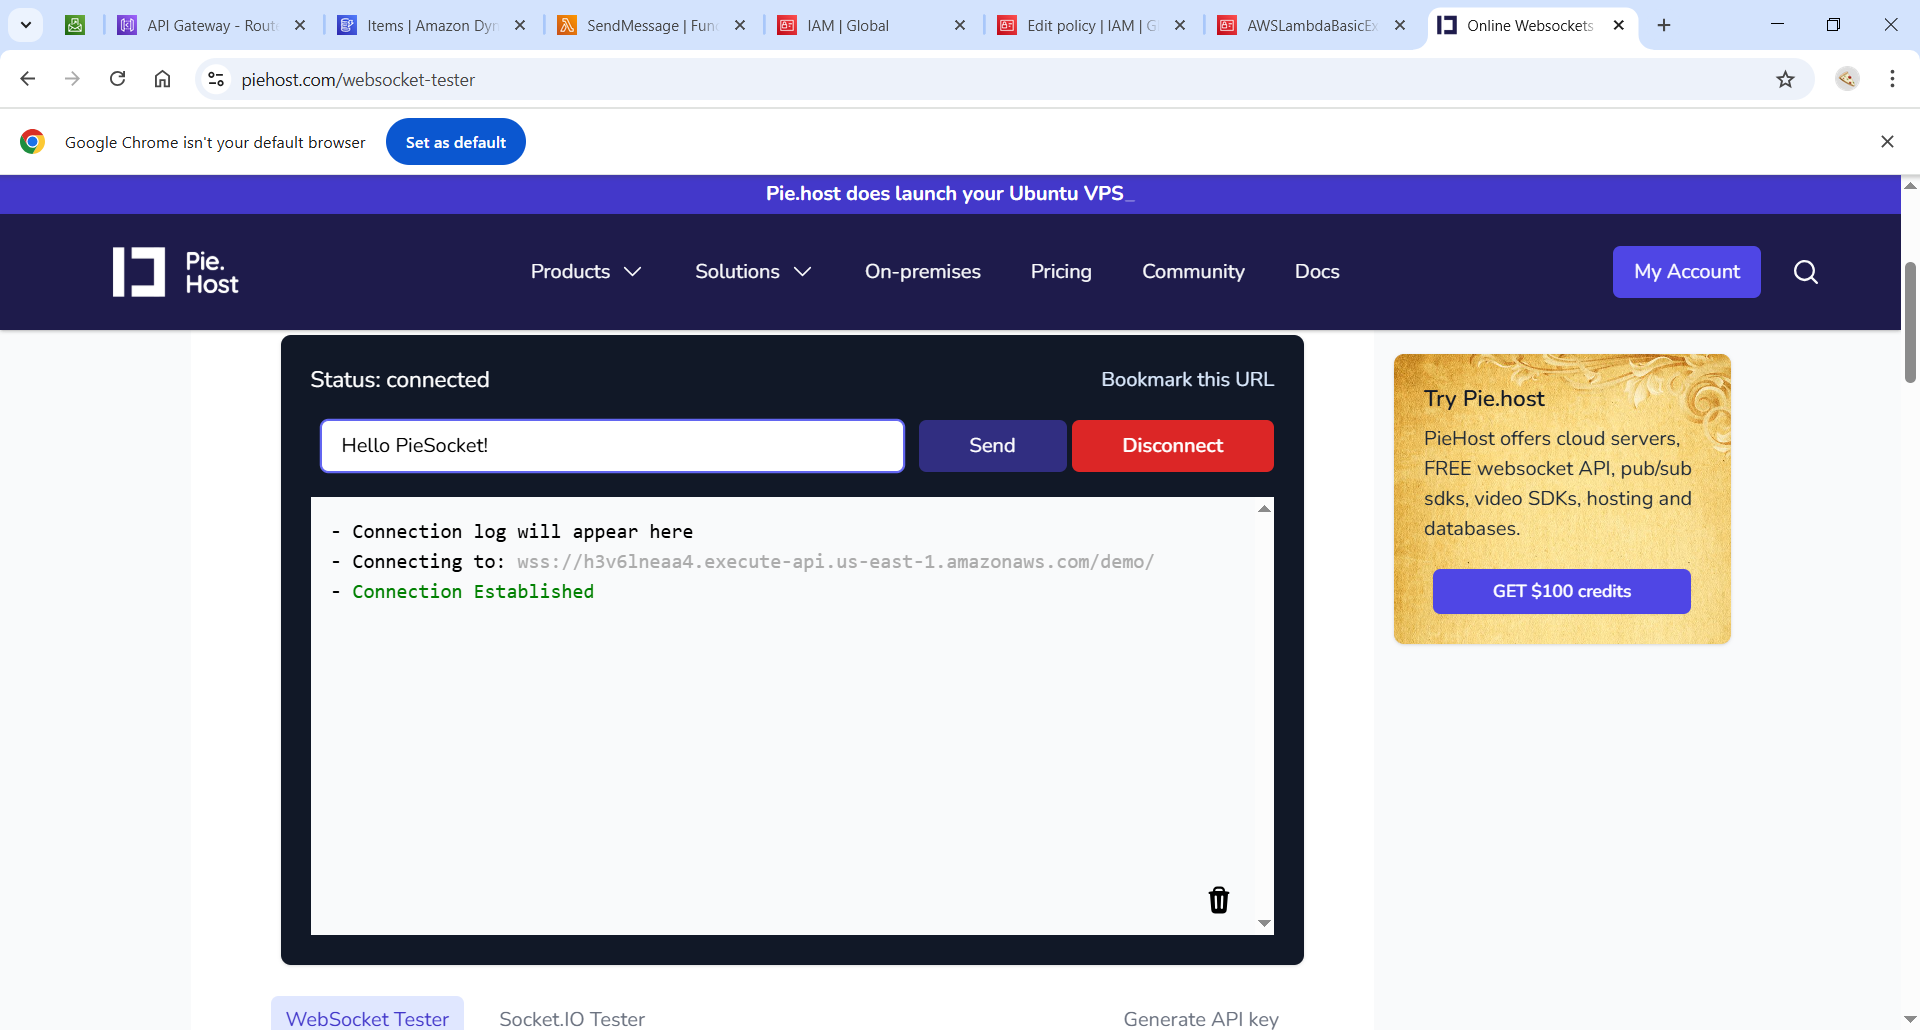 API Gateway - Route
Items | Amazon Dyn
SendMessage | Func
IAM | Global
Edit policy | IAM | G
AWSLambdaBasicEx
Online Websockets
piehost.com/websocket-tester
Google Chrome isn't your default browser
Set as default
Pie.host does launch your Ubuntu VPS_
Pie.
Host
Products
Solutions
On-premises
Pricing
Community
Docs
My Account
Status: connected
Bookmark this URL
Hello PieSocket!
Send
Disconnect
- Connection log will appear here
- Connecting to: wss://h3v6lneaa4.execute-api.us-east-1.amazonaws.com/demo/
- Connection Established
Try Pie.host
PieHost offers cloud servers,
FREE websocket API, pub/sub
sdks, video SDKs, hosting and
databases.
GET $100 credits
WebSocket Tester
Socket.IO Tester
Generate API key